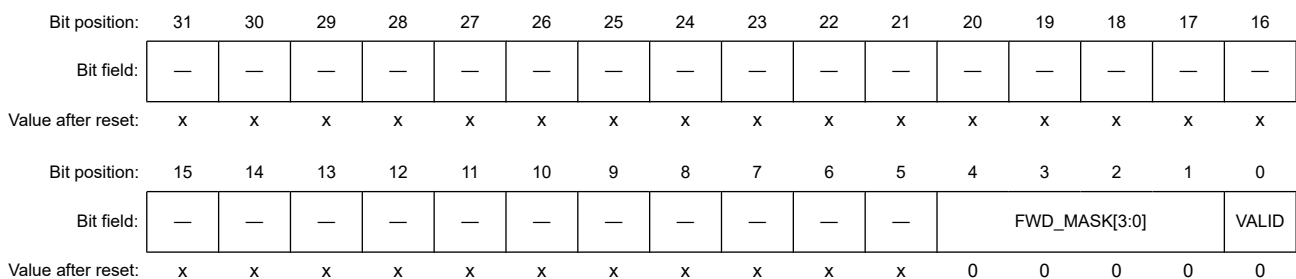 Bit position: 31 30 29 28 27 26 25 24 23 22 21 20 19 18 17 16
Bit field: — — — — — — — — — — — — — — — —
Value after reset: x x x x x x x x x x x x x x x x
Bit position: 15 14 13 12 11 10 9 8 7 6 5 4 3 2 1 0
Bit field: — — — — — — — — — — — FWD_MASK[3:0] VALID
Value after reset: x x x x x x x x x x x 0 0 0 0 0